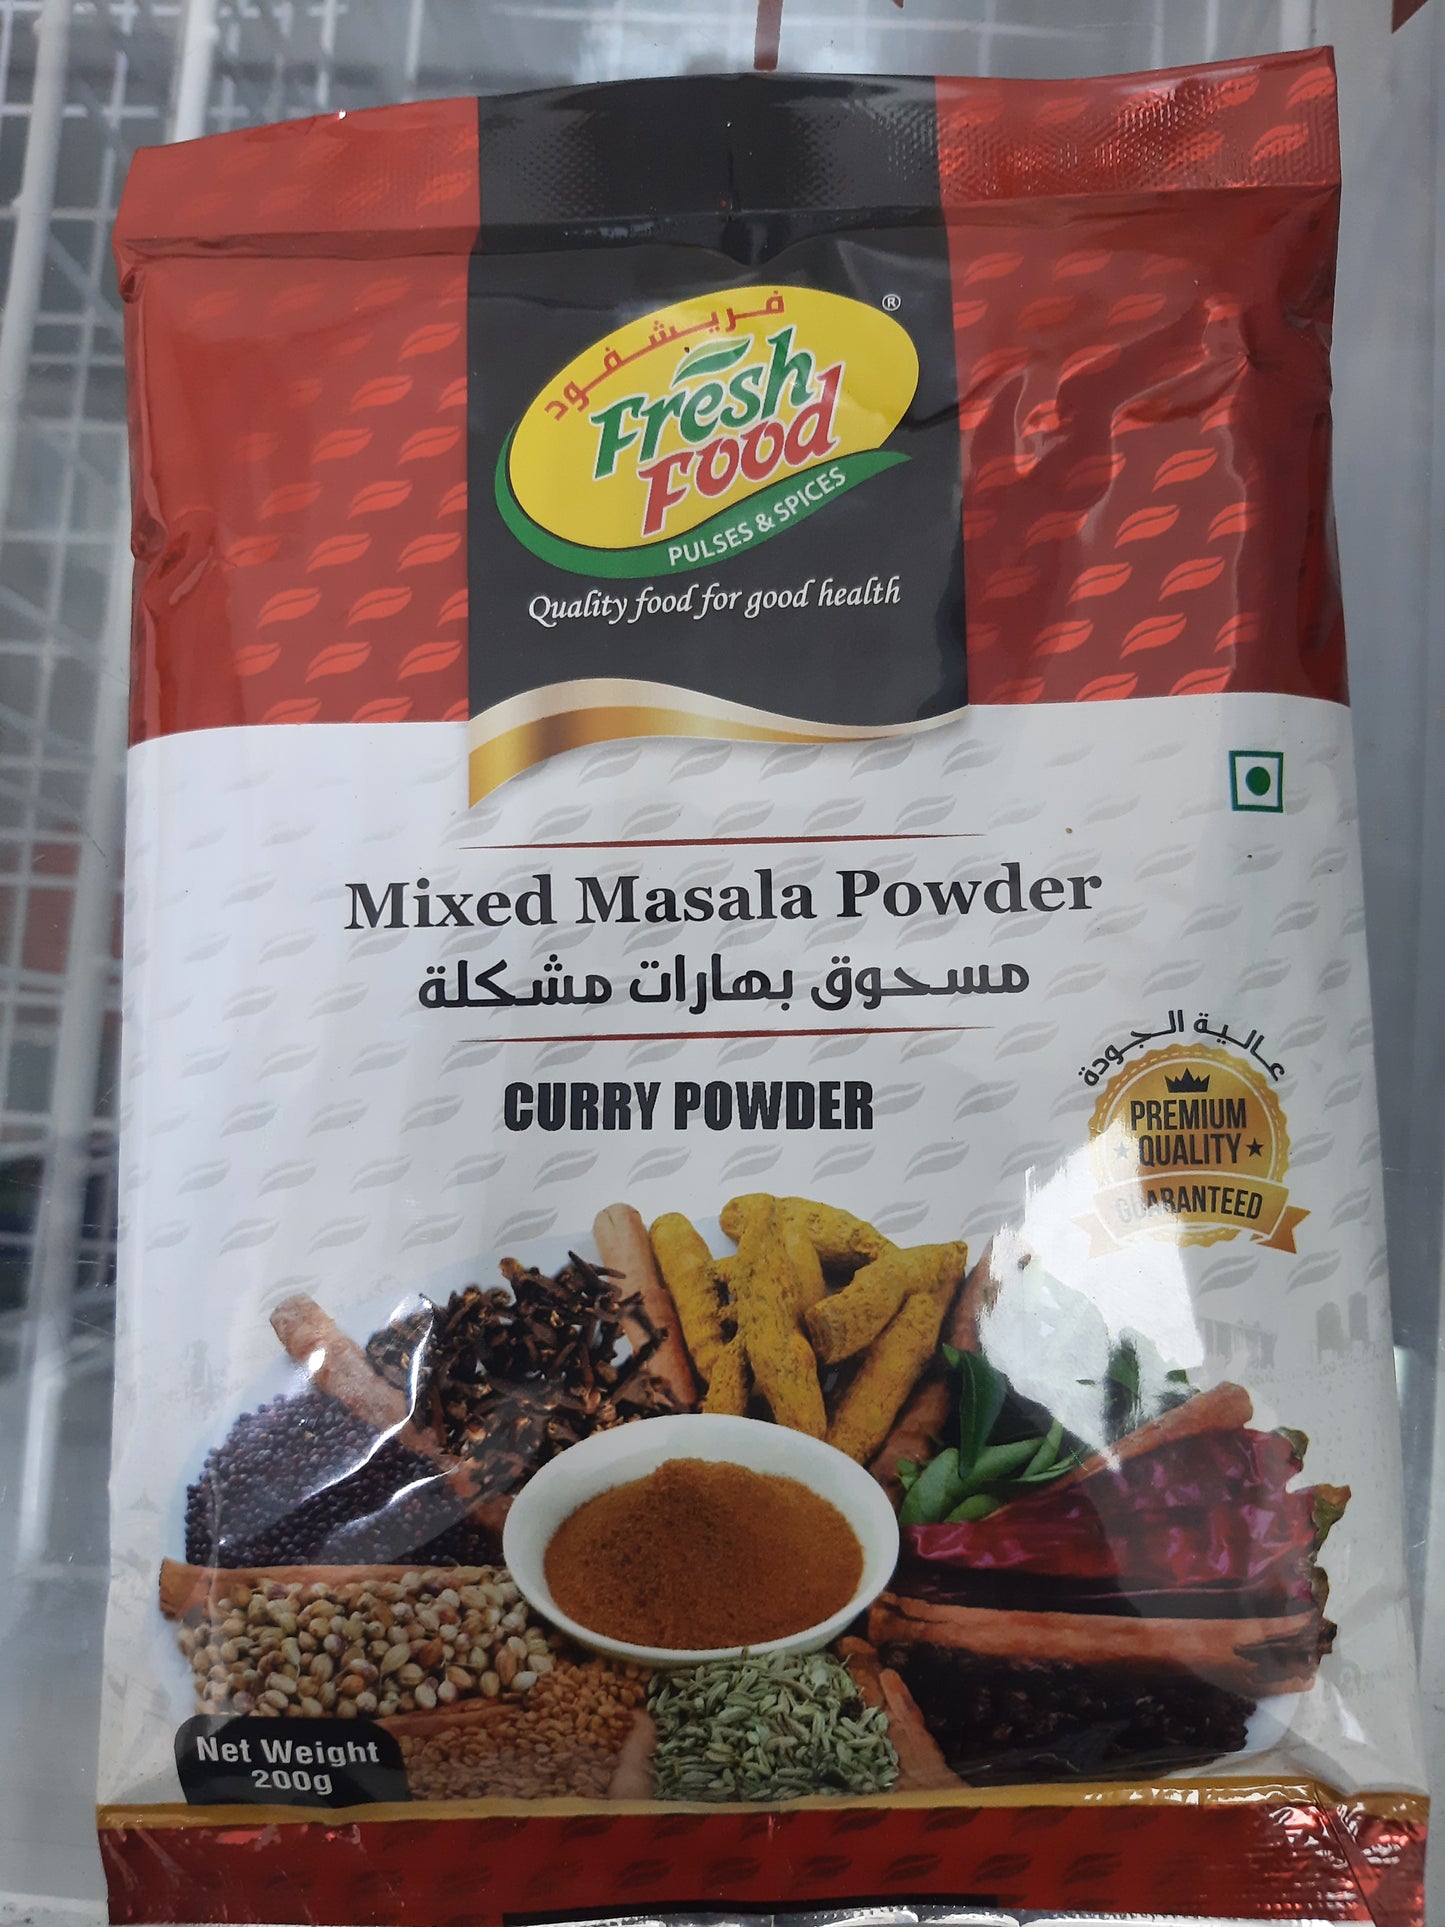 فريشفود
®
Fresh
Food
PULSES & SPICES
Quality food for good health
Mixed Masala Powder
مسحوق بهارات مشكلة
CURRY POWDER
عالية الجودة
PREMIUM
QUALITY
GUARANTEED
Net Weight
200g